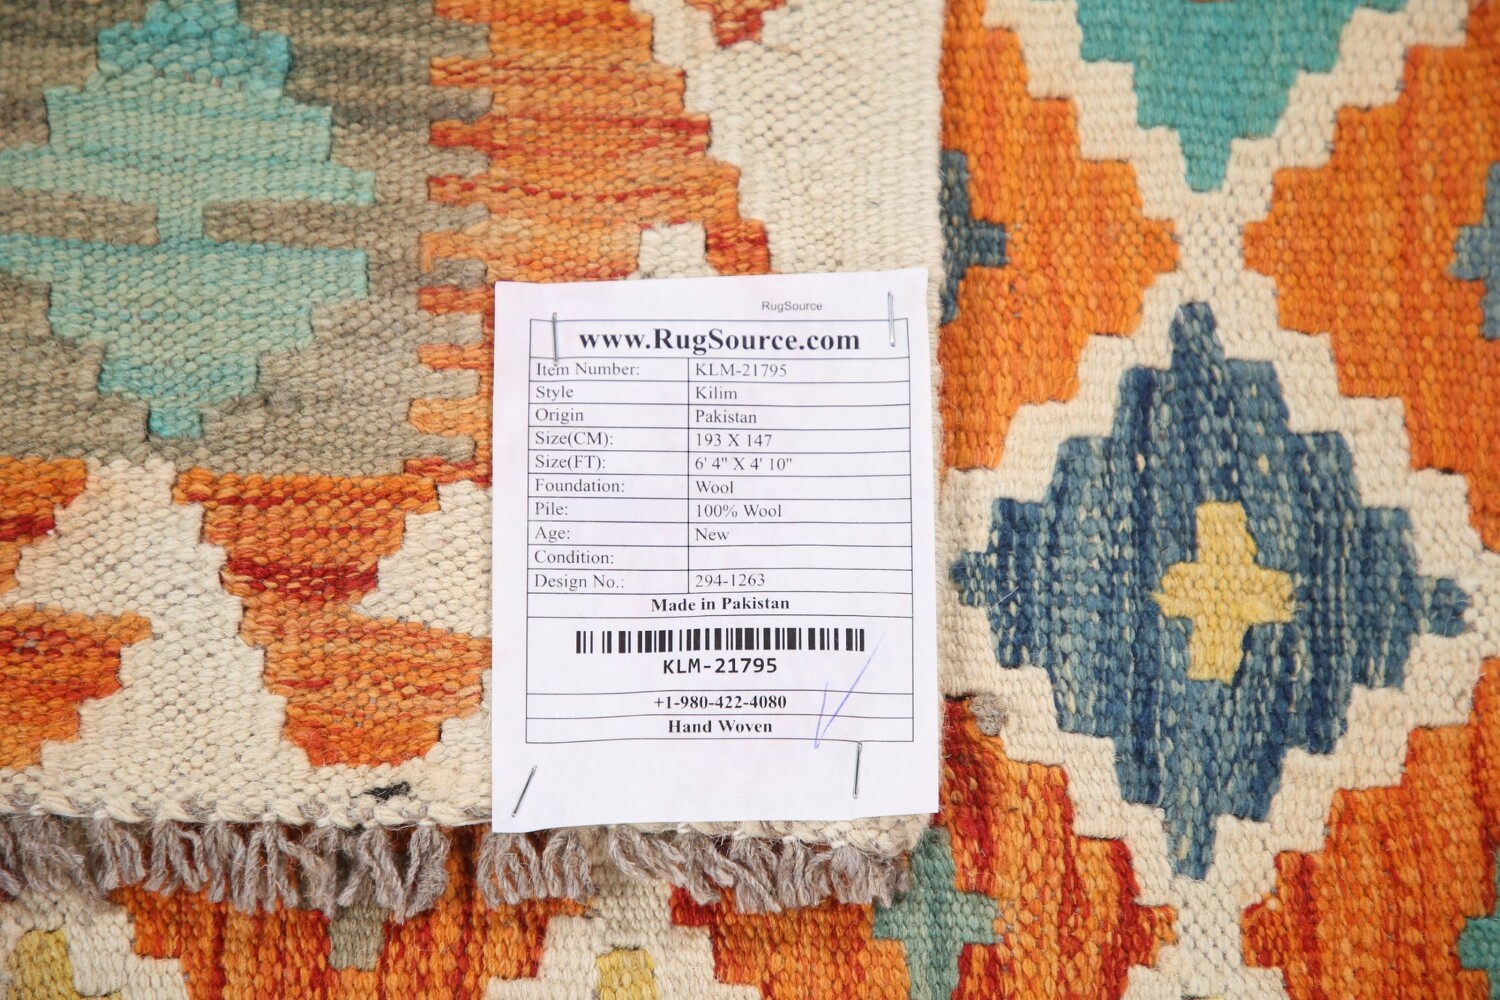 RugSource
www.RugSource.com
Item Number: KLM-21795
Style Kilim
Origin Pakistan
Size(CM): 193 X 147
Size(FT): 6' 4" X 4' 10"
Foundation: Wool
Pile: 100% Wool
Age: New
Condition:
Design No.: 294-1263
Made in Pakistan
KLM-21795
+1-980-422-4080
Hand Woven